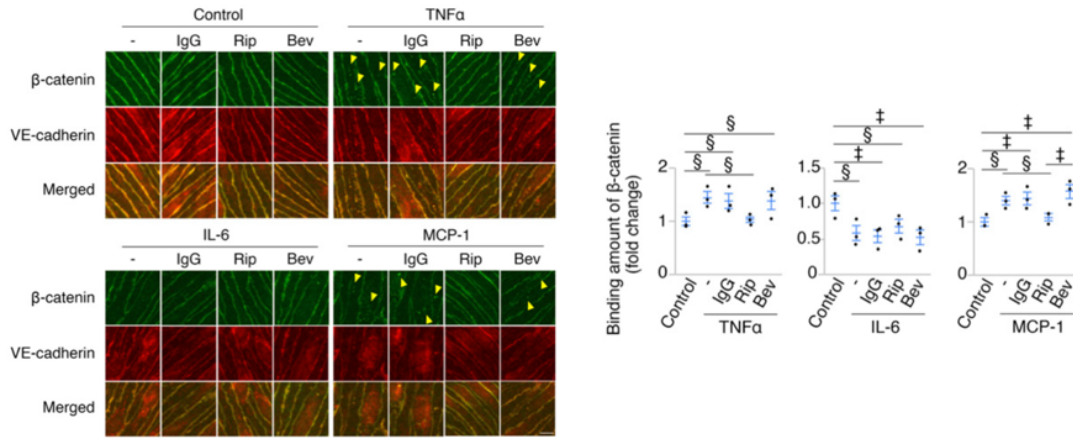 Control
TNFα
- IgG Rip Bev
- IgG Rip Bev
β-catenin
VE-cadherin
Merged
IL-6
MCP-1
- IgG Rip Bev
- IgG Rip Bev
β-catenin
VE-cadherin
Merged
Binding amount of β-catenin
(fold change)
2
1
0
§
§
§ §
Control
-
IgG
Rip
Bev
TNFα
1.5
1.0
0.5
0
‡
§
‡
§
Control
-
IgG
Rip
Bev
IL-6
2
1
0
‡
‡ ‡
§ §
Control
-
IgG
Rip
Bev
MCP-1